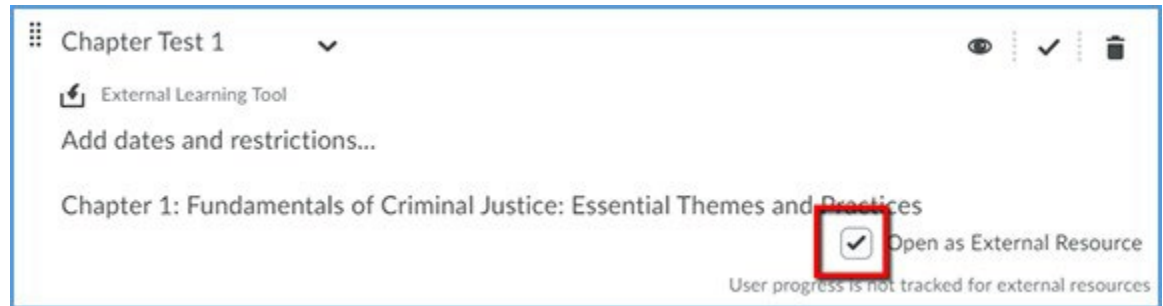 Chapter Test 1
External Learning Tool
Add dates and restrictions...
Chapter 1: Fundamentals of Criminal Justice: Essential Themes and Practices
Open as External Resource
User progress is not tracked for external resources